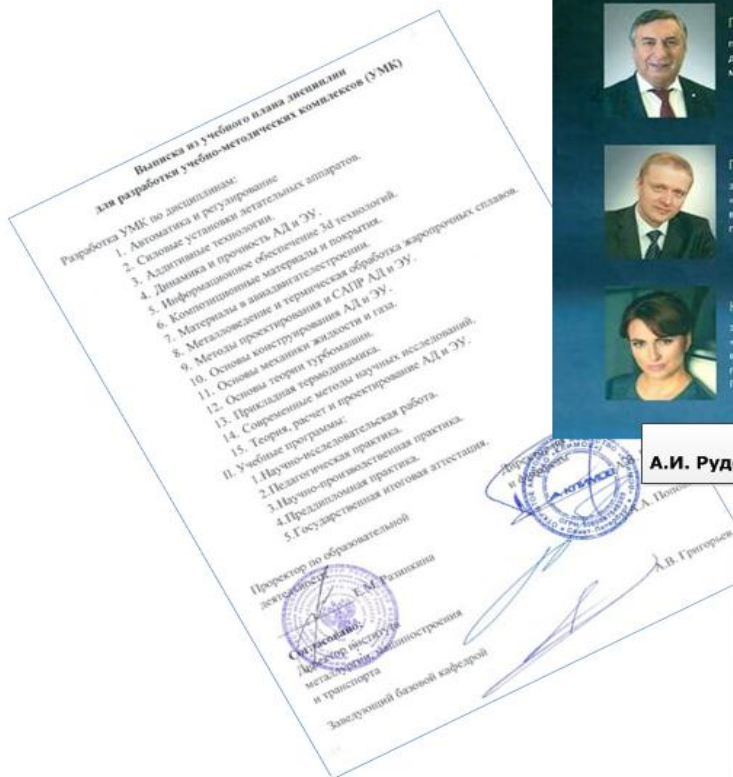 Выписка из учебного плана дисциплин
для разработки учебно-методических комплексов (УМК)
Разработка УМК по дисциплинам:
1. Автоматика и регулирование
2. Силовые установки летательных аппаратов.
3. Аддитивные технологии.
4. Динамика и прочность АД и ЭУ.
5. Информационное обеспечение 3d технологий.
6. Композиционные материалы и покрытия.
7. Материалы в авиадвигателестроении.
8. Металловедение и термическая обработка жаропрочных сплавов.
9. Методы проектирования и САПР АД и ЭУ.
10. Основы конструирования АД и ЭУ.
11. Основы механики жидкости и газа.
12. Основы теории турбомашин.
13. Прикладная термодинамика.
14. Современные методы научных исследований.
15. Теория, расчет и проектирование АД и ЭУ.
II. Учебные программы:
1.Научно-исследовательская работа.
2.Педагогическая практика.
3.Научно-производственная практика.
4.Преддипломная практика.
5.Государственная итоговая аттестация.
Проректор по образовательной
деятельности
Е.М. Разинкина
Согласовано:
Директор института
металлургии, машиностроения
и транспорта
А.А. Попов
Заведующий базовой кафедрой
А.В. Григорьев
А.И. Руд